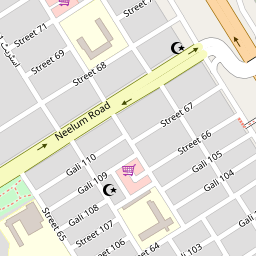 Street 71
Street 69
Street 68
Neelum Road
Street 67
Street 66
Gali 110
Gali 105
Gali 109
Gali 104
Gali 108
Street 65
Street 107
Street 106
Street 64
Gali 103